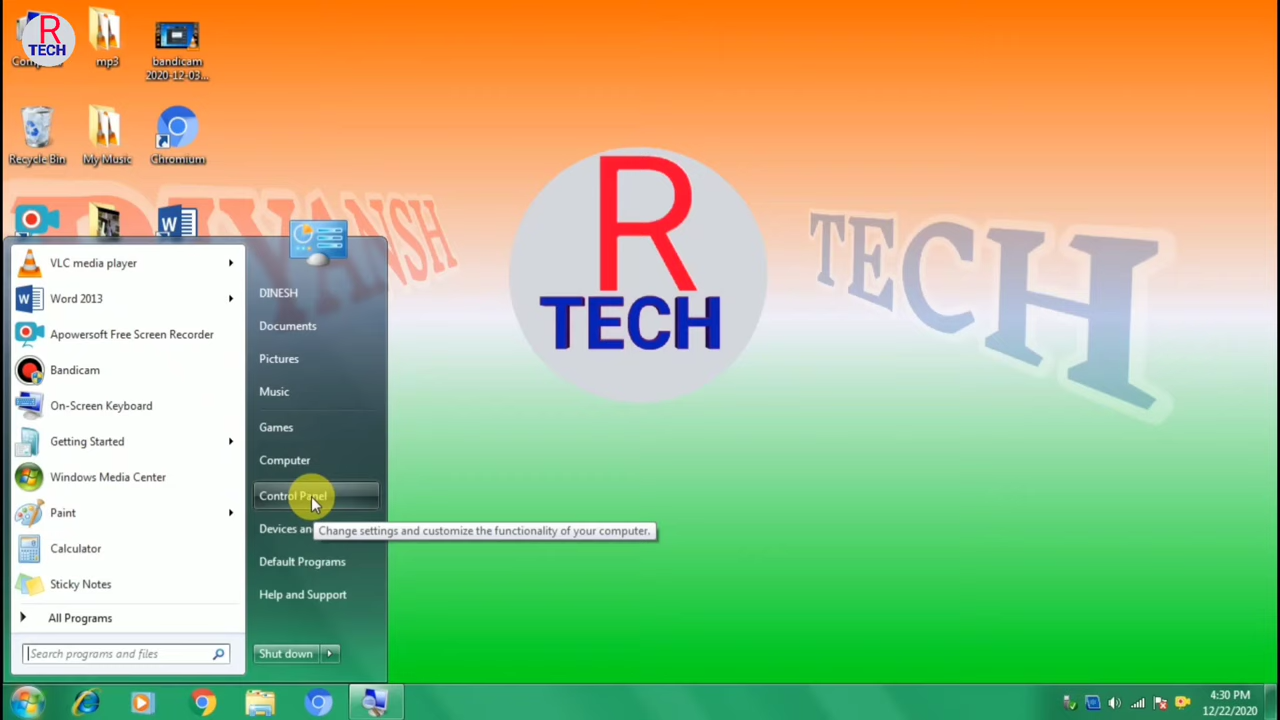 R
TECH
mp3
bandicam
2020-12-03...
Recycle Bin
My Music
Chromium
TECH
R
TECH
VLC media player
Word 2013
Apowersoft Free Screen Recorder
Bandicam
On-Screen Keyboard
Getting Started
Windows Media Center
Paint
Calculator
Sticky Notes
All Programs
Search programs and files
DINESH
Documents
Pictures
Music
Games
Computer
Control Panel
Change settings and customize the functionality of your computer.
Default Programs
Help and Support
Shut down
4:30 PM
12/22/2020